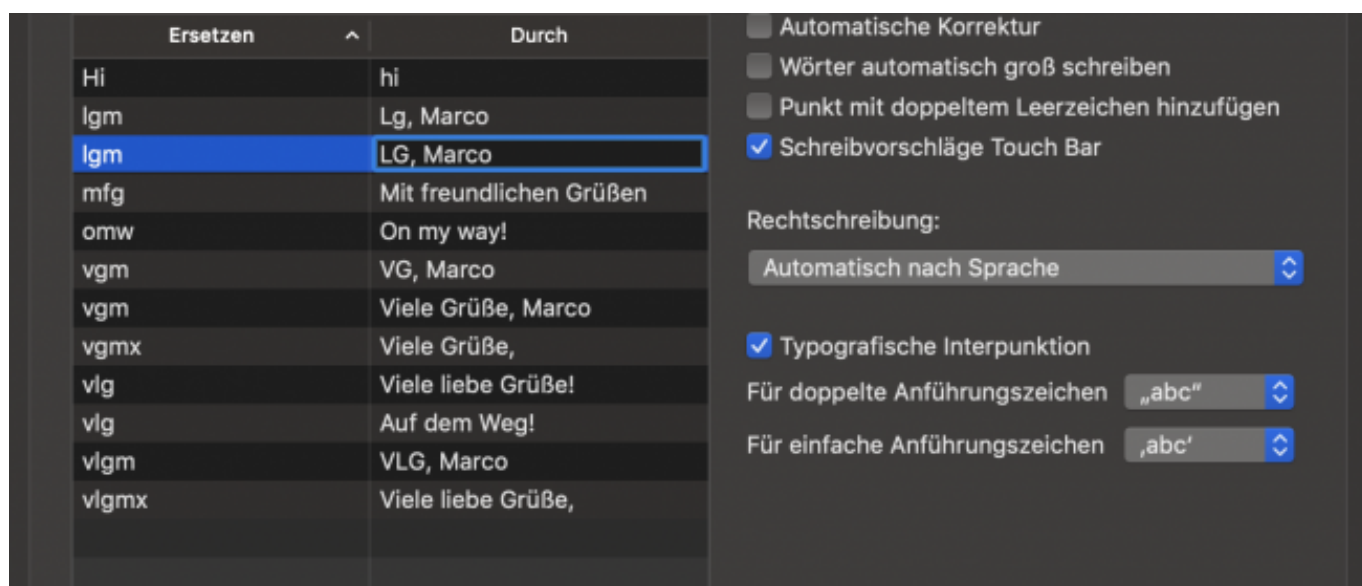 Ersetzen Durch
Hi hi
lgm Lg, Marco
lgm LG, Marco
mfg Mit freundlichen Grüßen
omw On my way!
vgm VG, Marco
vgm Viele Grüße, Marco
vgmx Viele Grüße,
vlg Viele liebe Grüße!
vlg Auf dem Weg!
vlgm VLG, Marco
vlgmx Viele liebe Grüße,
Automatische Korrektur
Wörter automatisch groß schreiben
Punkt mit doppeltem Leerzeichen hinzufügen
Schreibvorschläge Touch Bar
Rechtschreibung:
Automatisch nach Sprache
Typografische Interpunktion
Für doppelte Anführungszeichen „abc“
Für einfache Anführungszeichen ‚abc‘